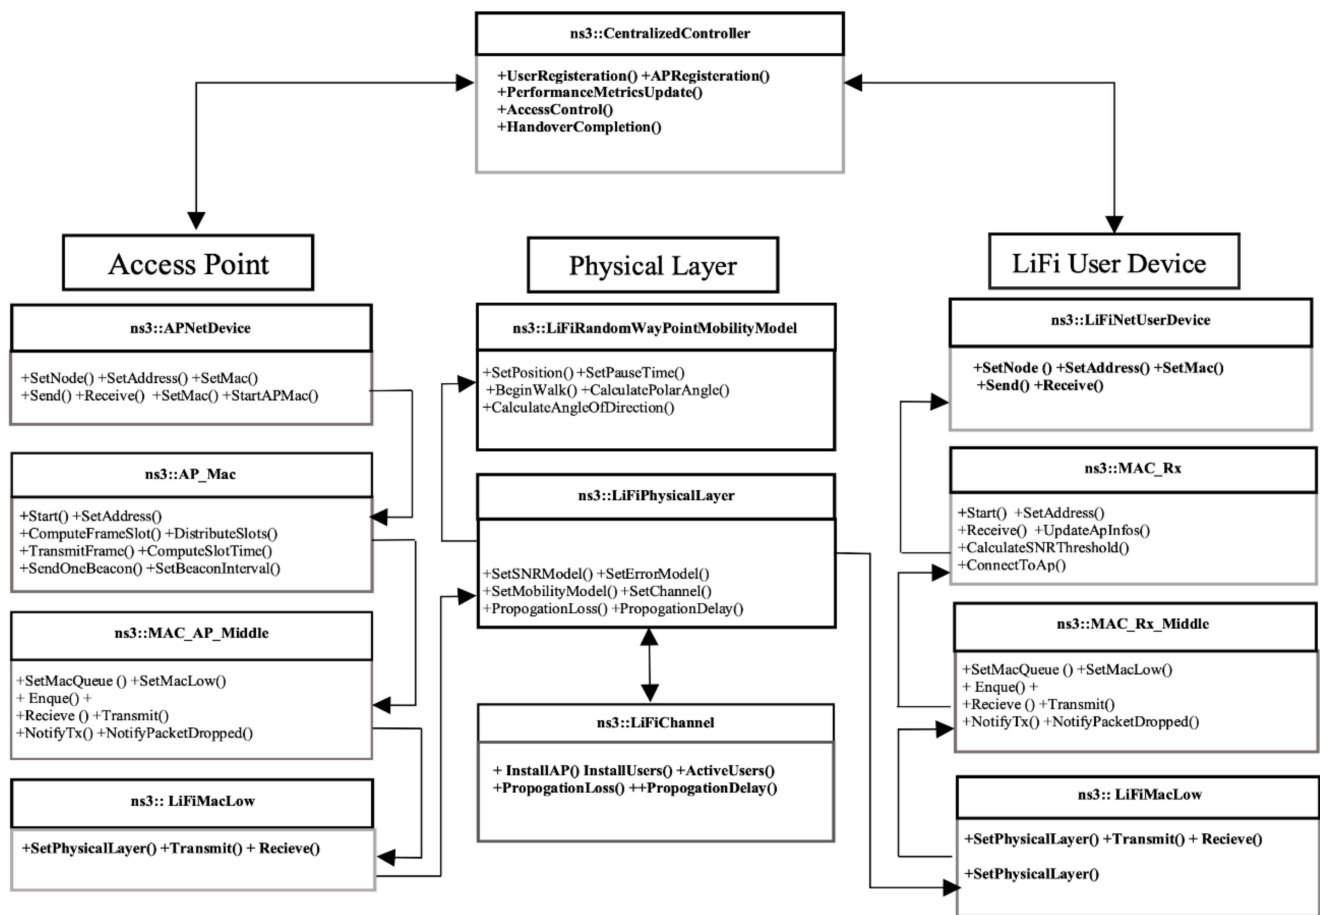 ns3::CentralizedController
+UserRegisteration() +APRegisteration()
+PerformanceMetricsUpdate()
+AccessControl()
+HandoverCompletion()
Access Point
ns3::APNetDevice
+SetNode() +SetAddress() +SetMac()
+Send() +Receive() +SetMac() +StartAPMac()
ns3::AP_Mac
+Start() +SetAddress()
+ComputeFrameSlot() +DistributeSlots()
+TransmitFrame() +ComputeSlotTime()
+SendOneBeacon() +SetBeaconInterval()
ns3::MAC_AP_Middle
+SetMacQueue () +SetMacLow()
+ Enque() +
+Recieve () +Transmit()
+NotifyTx() +NotifyPacketDropped()
ns3:: LiFiMacLow
+SetPhysicalLayer() +Transmit() + Recieve()
Physical Layer
ns3::LiFiRandomWayPointMobilityModel
+SetPosition() +SetPauseTime()
+BeginWalk() +CalculatePolarAngle()
+CalculateAngleOfDirection()
ns3::LiFiPhysicalLayer
+SetSNRModel() +SetErrorModel()
+SetMobilityModel() +SetChannel()
+PropogationLoss() +PropogationDelay()
ns3::LiFiChannel
+ InstallAP() InstallUsers() +ActiveUsers()
+PropogationLoss() ++PropogationDelay()
LiFi User Device
ns3::LiFiNetUserDevice
+SetNode () +SetAddress() +SetMac()
+Send() +Receive()
ns3::MAC_Rx
+Start() +SetAddress()
+Receive() +UpdateApInfos()
+CalculateSNRThreshold()
+ConnectToAp()
ns3::MAC_Rx_Middle
+SetMacQueue () +SetMacLow()
+ Enque() +
+Recieve () +Transmit()
+NotifyTx() +NotifyPacketDropped()
ns3:: LiFiMacLow
+SetPhysicalLayer() +Transmit() + Recieve()
+SetPhysicalLayer()